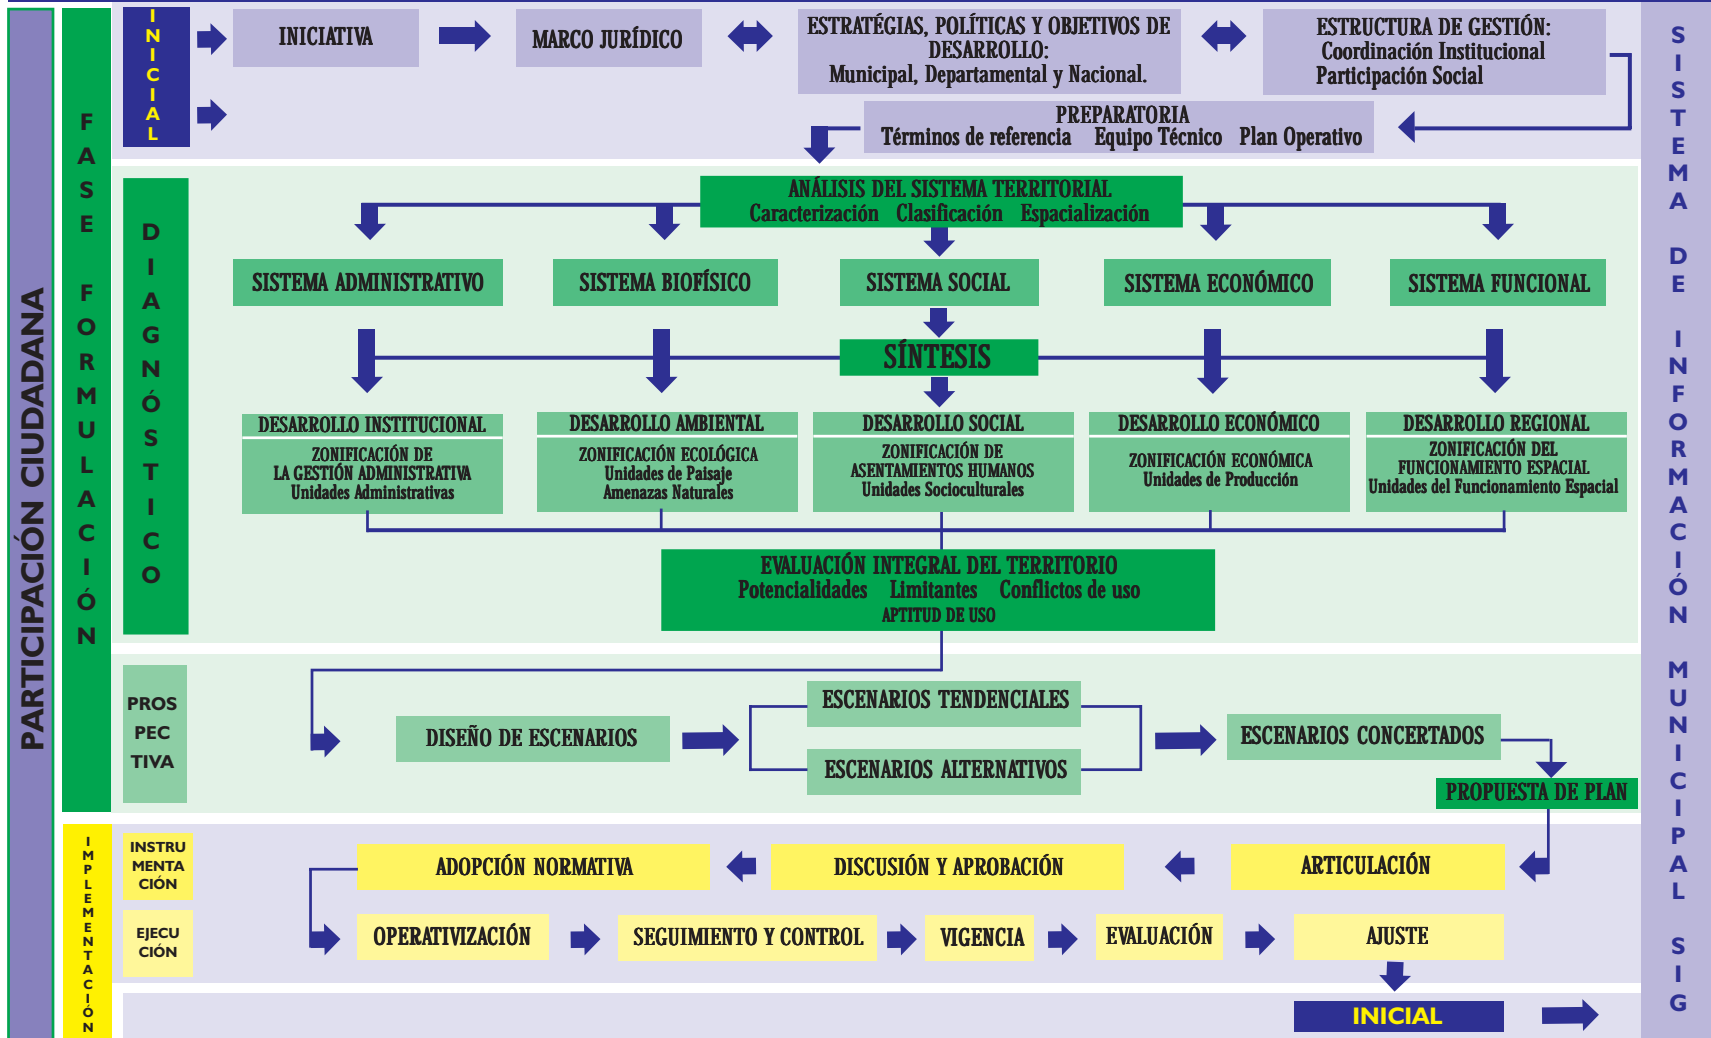 PARTICIPACIÓN CIUDADANA
FASE FORMULACIÓN
INICIAL
INICIATIVA
MARCO JURÍDICO
ESTRATÉGIAS, POLÍTICAS Y OBJETIVOS DE
DESARROLLO:
Municipal, Departamental y Nacional.
ESTRUCTURA DE GESTIÓN:
Coordinación Institucional
Participación Social
PREPARATORIA
Términos de referencia Equipo Técnico Plan Operativo
DIAGNÓSTICO
ANÁLISIS DEL SISTEMA TERRITORIAL
Caracterización Clasificación Espacialización
SISTEMA ADMINISTRATIVO
SISTEMA BIOFÍSICO
SISTEMA SOCIAL
SISTEMA ECONÓMICO
SISTEMA FUNCIONAL
SÍNTESIS
DESARROLLO INSTITUCIONAL
ZONIFICACIÓN DE
LA GESTIÓN ADMINISTRATIVA
Unidades Administrativas
DESARROLLO AMBIENTAL
ZONIFICACIÓN ECOLÓGICA
Unidades de Paisaje
Amenazas Naturales
DESARROLLO SOCIAL
ZONIFICACIÓN DE
ASENTAMIENTOS HUMANOS
Unidades Socioculturales
DESARROLLO ECONÓMICO
ZONIFICACIÓN ECONÓMICA
Unidades de Producción
DESARROLLO REGIONAL
ZONIFICACIÓN DEL
FUNCIONAMIENTO ESPACIAL
Unidades del Funcionamiento Espacial
EVALUACIÓN INTEGRAL DEL TERRITORIO
Potencialidades Limitantes Conflictos de uso
APTITUD DE USO
PROS
PEC
TIVA
DISEÑO DE ESCENARIOS
ESCENARIOS TENDENCIALES
ESCENARIOS ALTERNATIVOS
ESCENARIOS CONCERTADOS
PROPUESTA DE PLAN
IMPLEMENTACIÓN
INSTRU
MENTA
CIÓN
ADOPCIÓN NORMATIVA
DISCUSIÓN Y APROBACIÓN
ARTICULACIÓN
EJECU
CIÓN
OPERATIVIZACIÓN
SEGUIMIENTO Y CONTROL
VIGENCIA
EVALUACIÓN
AJUSTE
INICIAL
SISTEMA DE INFORMACIÓN MUNICIPAL SIG